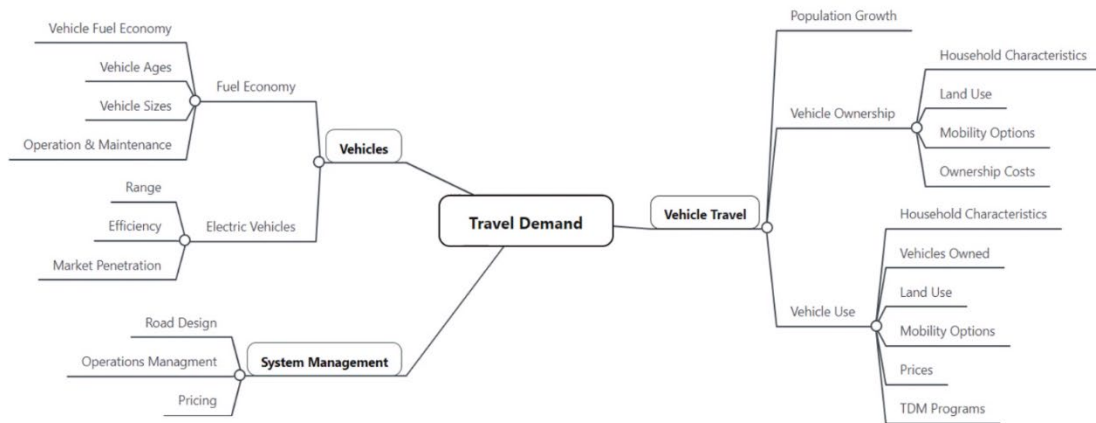 Travel Demand
Vehicles
Fuel Economy
Vehicle Fuel Economy
Vehicle Ages
Vehicle Sizes
Operation & Maintenance
Electric Vehicles
Range
Efficiency
Market Penetration
System Management
Road Design
Operations Managment
Pricing
Vehicle Travel
Population Growth
Vehicle Ownership
Household Characteristics
Land Use
Mobility Options
Ownership Costs
Vehicle Use
Household Characteristics
Vehicles Owned
Land Use
Mobility Options
Prices
TDM Programs